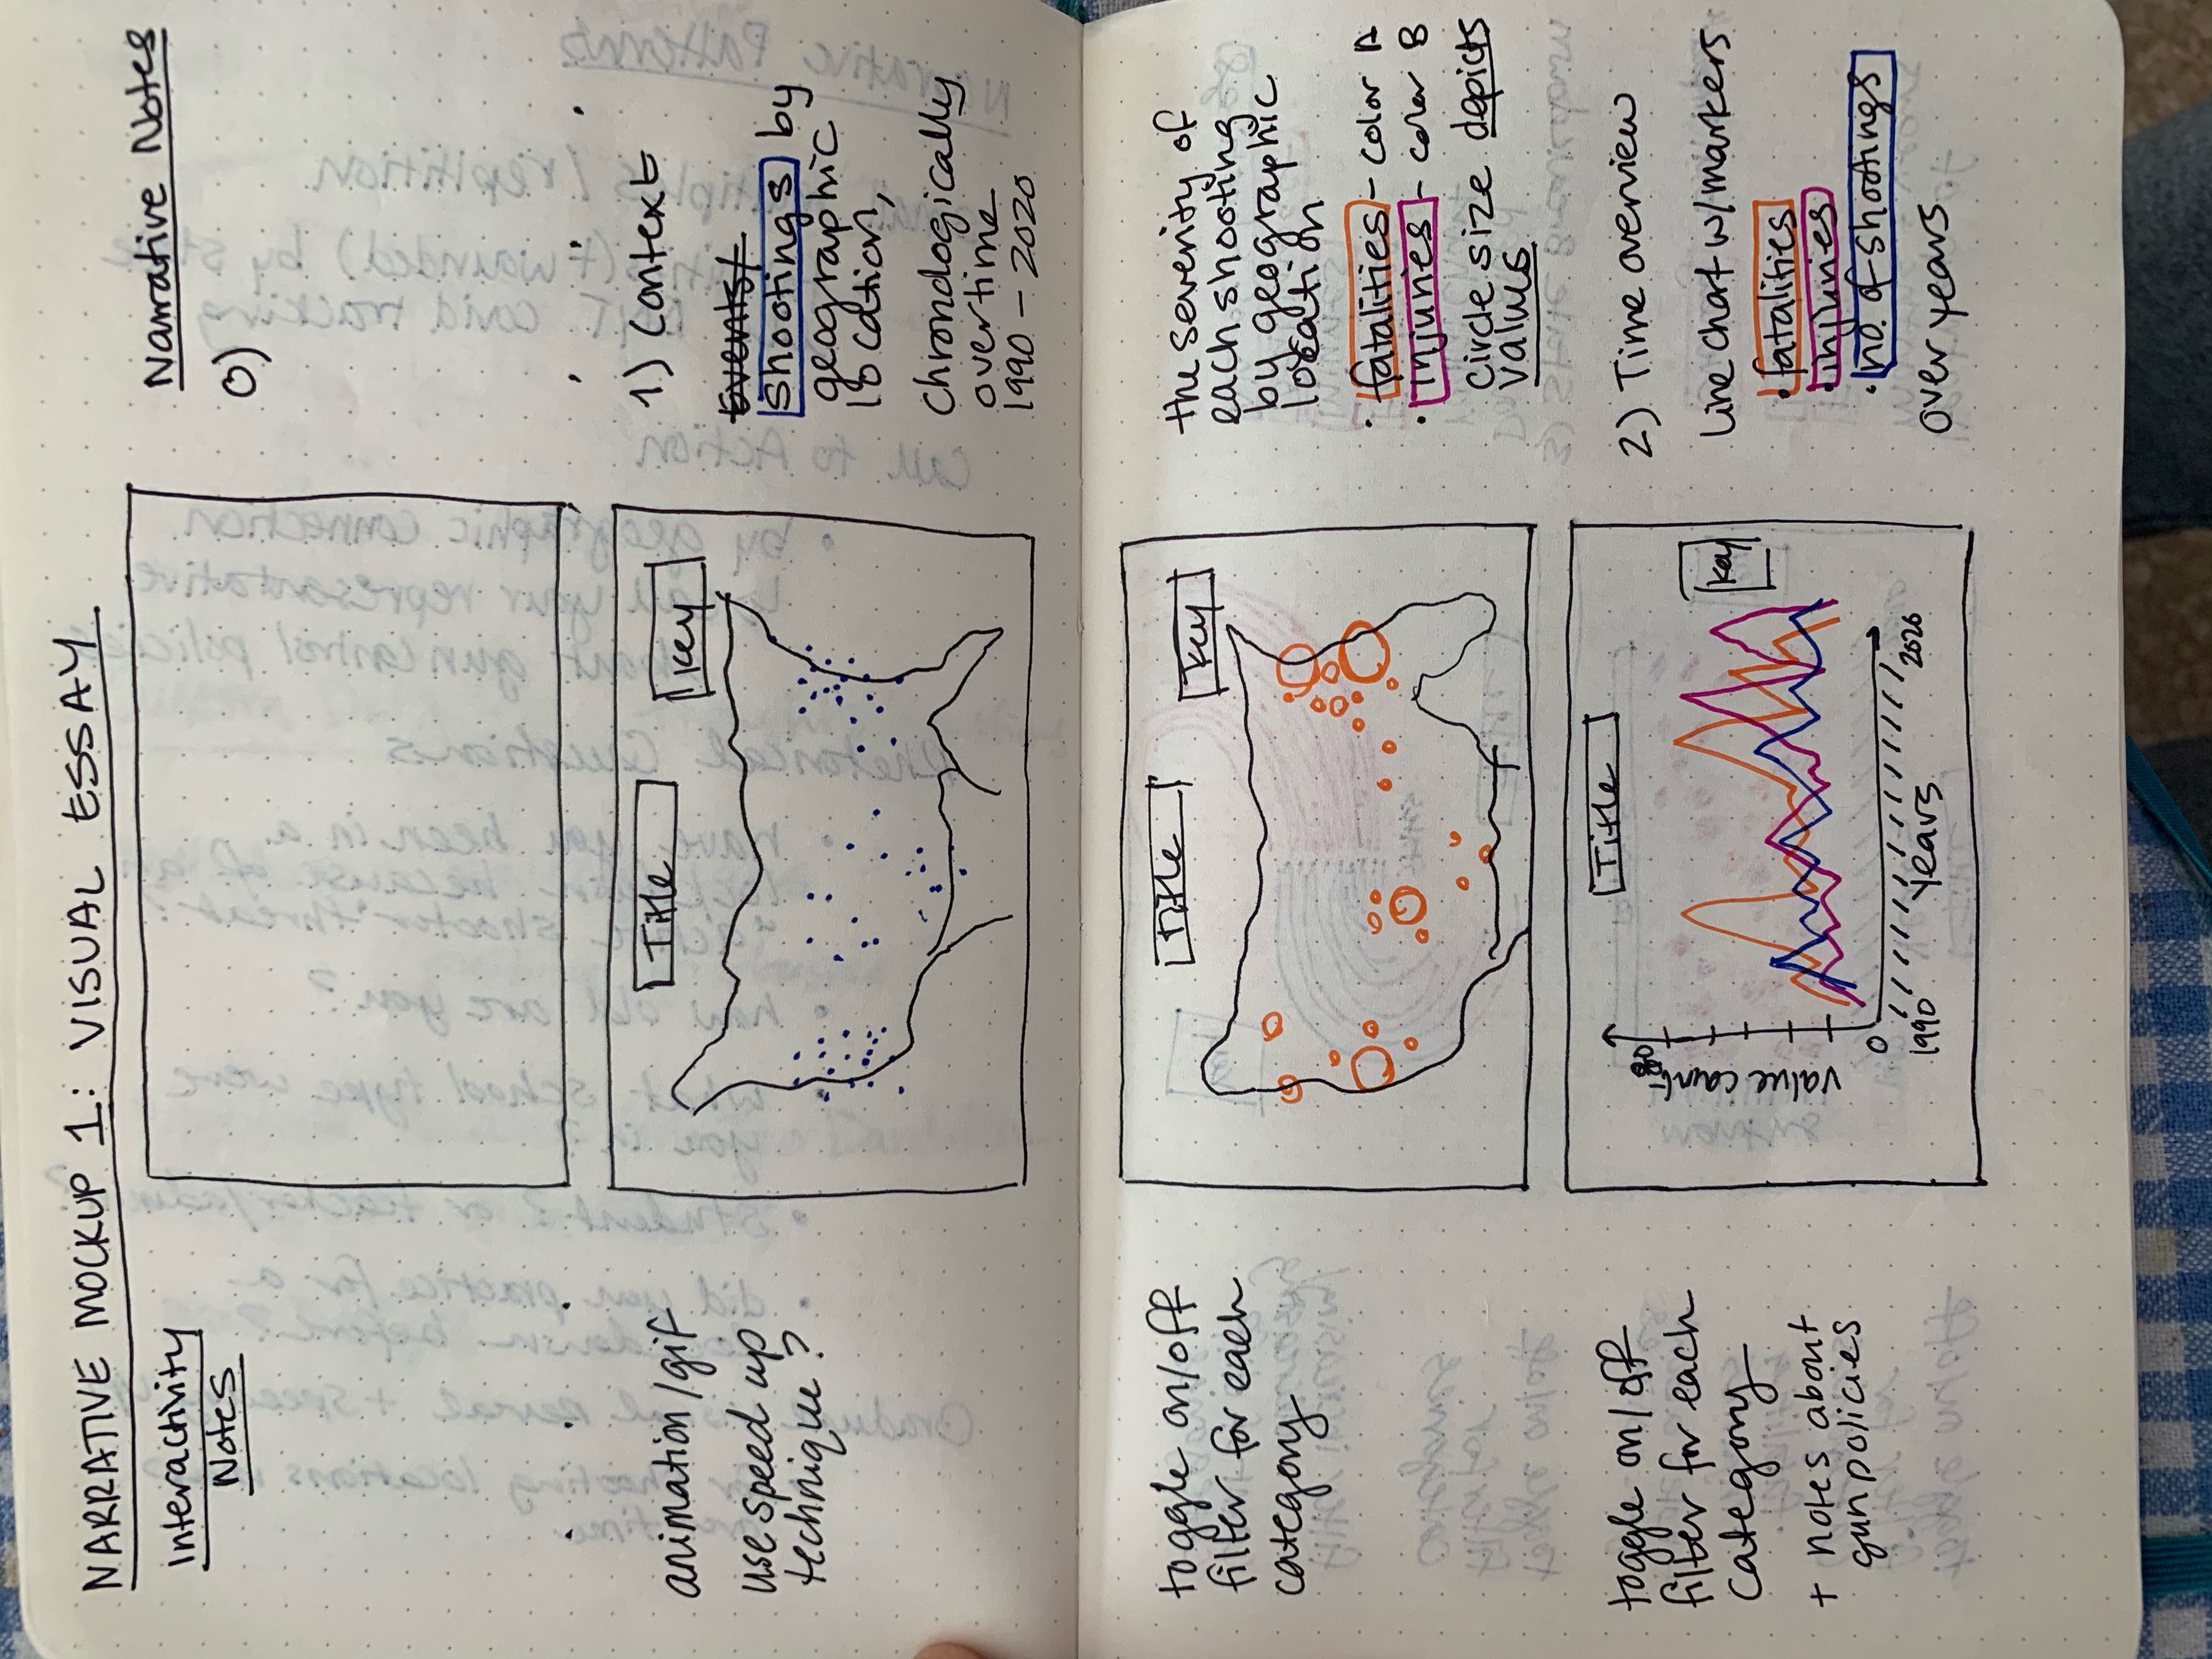 NARRATIVE MOCKUP 1: VISUAL ESSAY
Interactivity
Notes
Narrative Notes
0)
animation/gif
use speed up
technique?
Title
Key
1) Context
Events/
Shootings by
geographic
location,
Chronologically
overtime
1990 - 2020
toggle on/off
filter for each
category
Title
Key
the severity of
each shooting
by geographic
location
• fatalities - color A
• injuries - color B
circle size depicts
values
toggle on/off
filter for each
category
+ notes about
gun policies
Title
value count
0
1990
Years
2020
Key
2) Time overview
Line chart w/markers
• fatalities
• injuries
• no. of shootings
over years